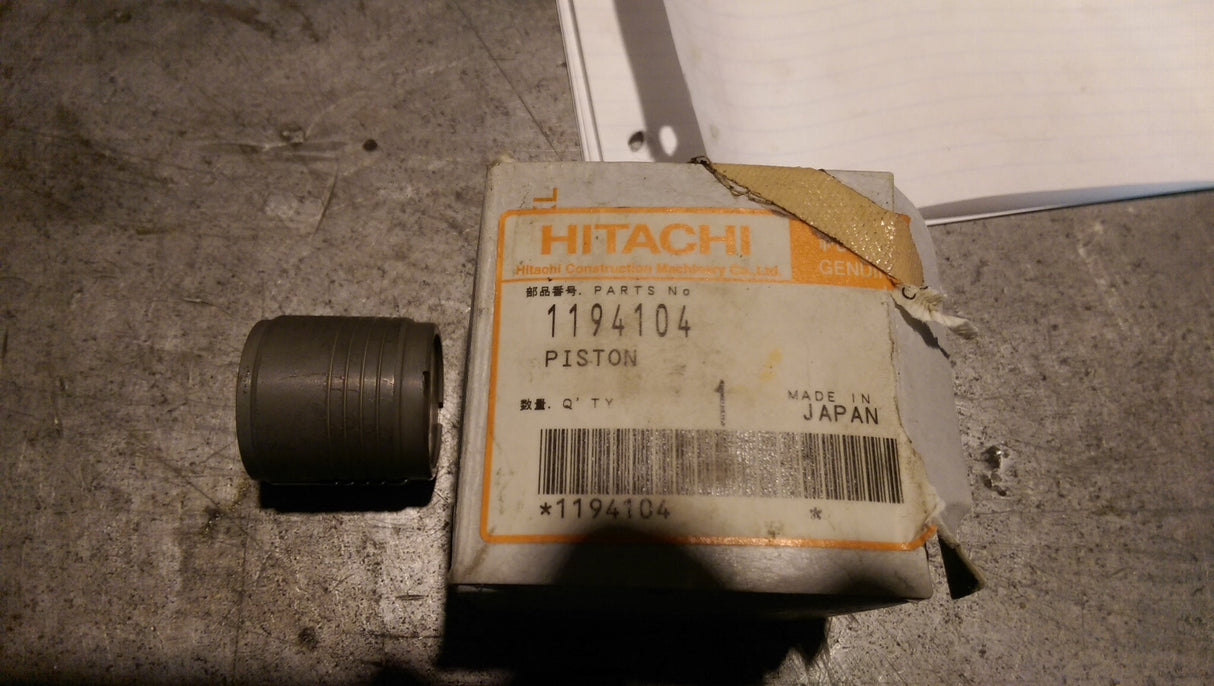 HITACHI
Hitachi Construction Machinery Co., Ltd.
部品番号. PARTS No
1194104
PISTON
数量. Q'TY 1
MADE IN
JAPAN
*1194104 *